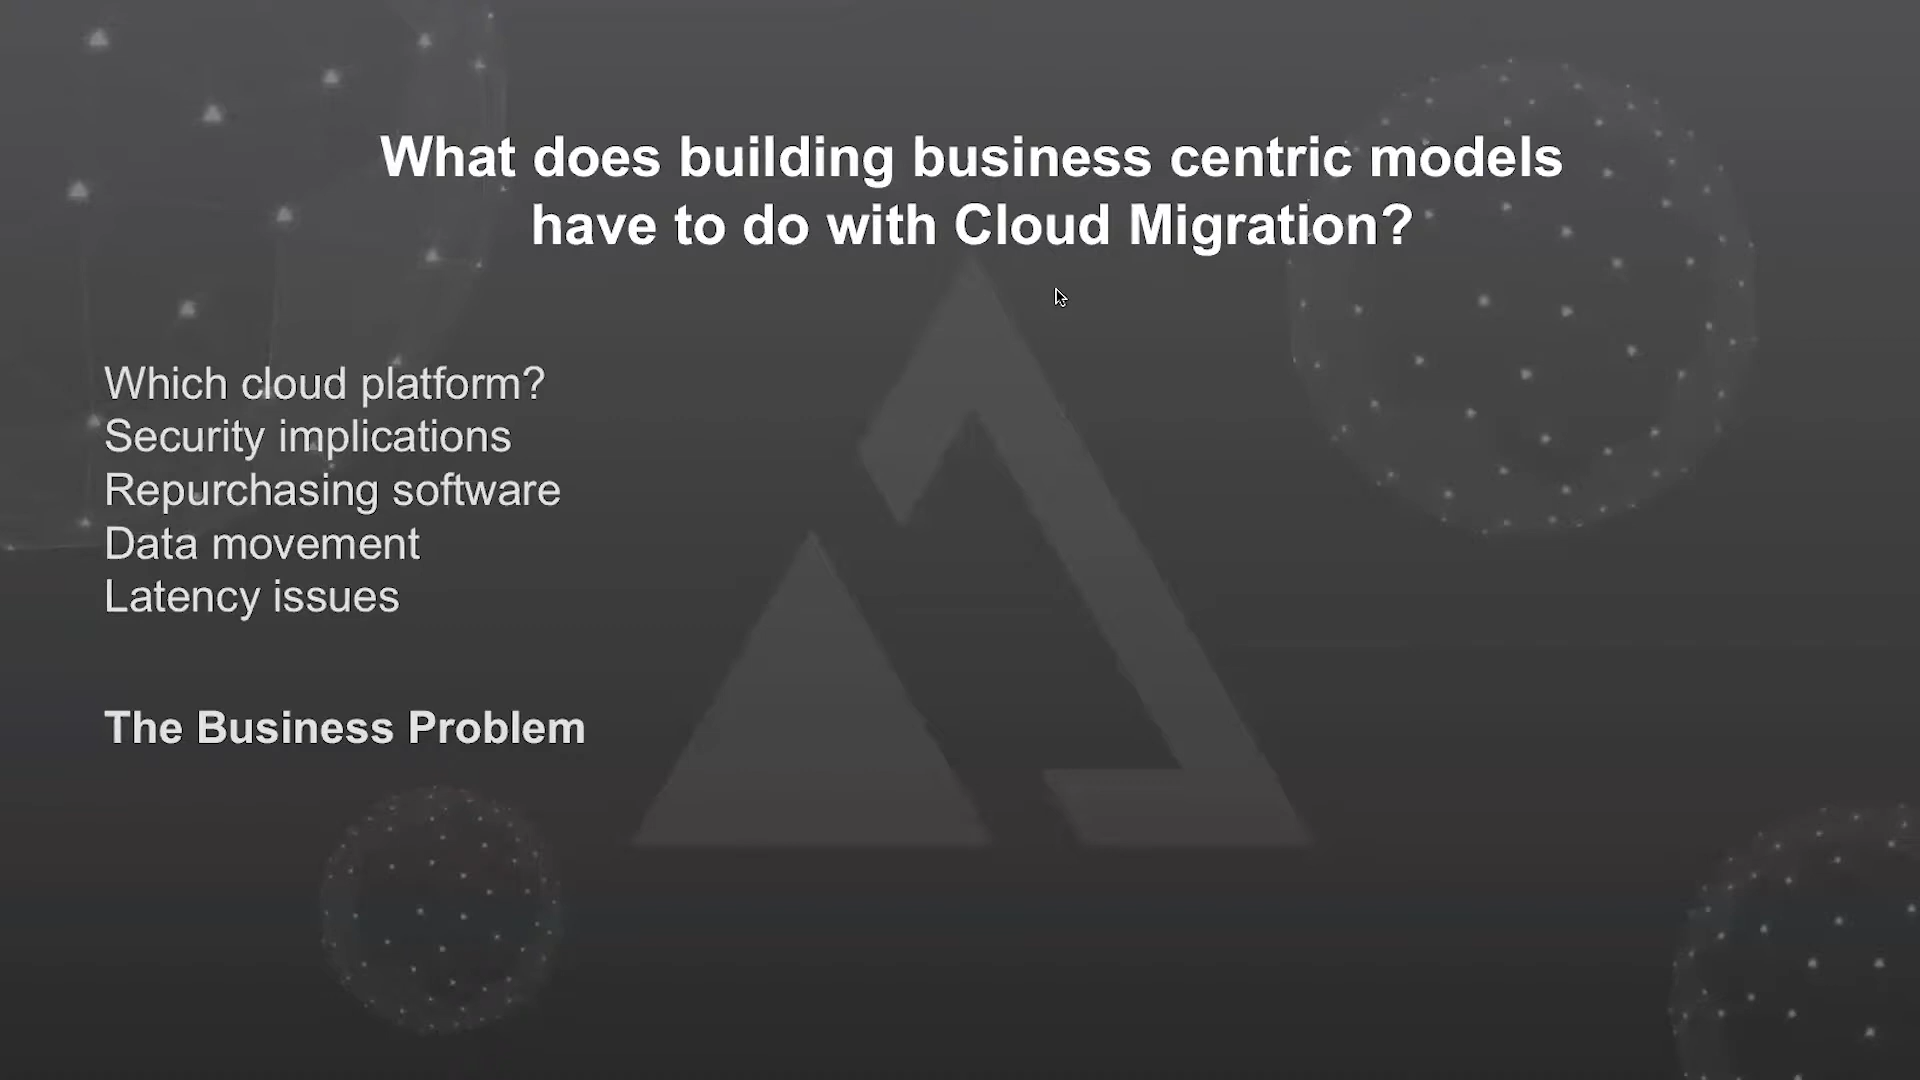 What does building business centric models
have to do with Cloud Migration?
Which cloud platform?
Security implications
Repurchasing software
Data movement
Latency issues
The Business Problem